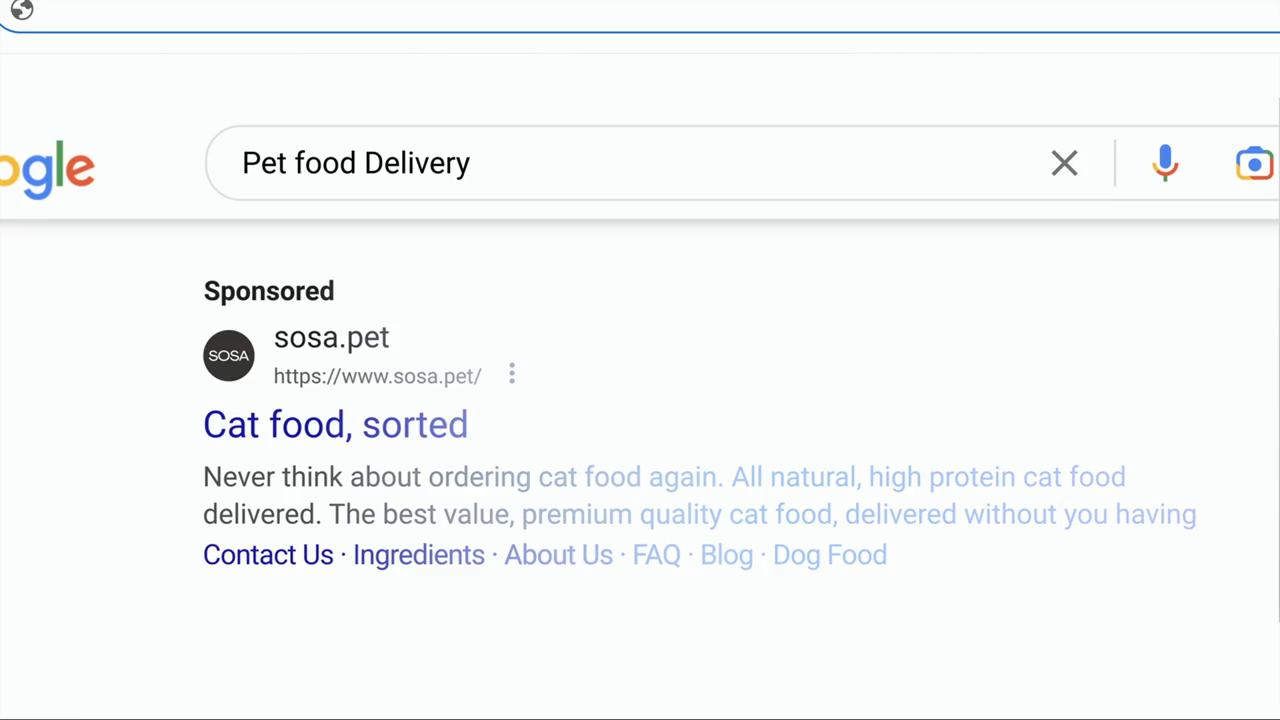 ogle
Pet food Delivery
Sponsored
SOSA
sosa.pet
https://www.sosa.pet/
Cat food, sorted
Never think about ordering cat food again. All natural, high protein cat food
delivered. The best value, premium quality cat food, delivered without you having
Contact Us · Ingredients · About Us · FAQ · Blog · Dog Food